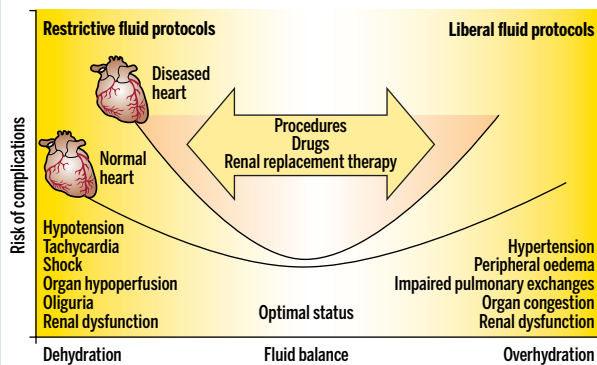 Restrictive fluid protocols
Liberal fluid protocols
Diseased
heart
Normal
heart
Procedures
Drugs
Renal replacement therapy
Risk of complications
Hypotension
Tachycardia
Shock
Organ hypoperfusion
Oliguria
Renal dysfunction
Optimal status
Hypertension
Peripheral oedema
Impaired pulmonary exchanges
Organ congestion
Renal dysfunction
Dehydration
Fluid balance
Overhydration